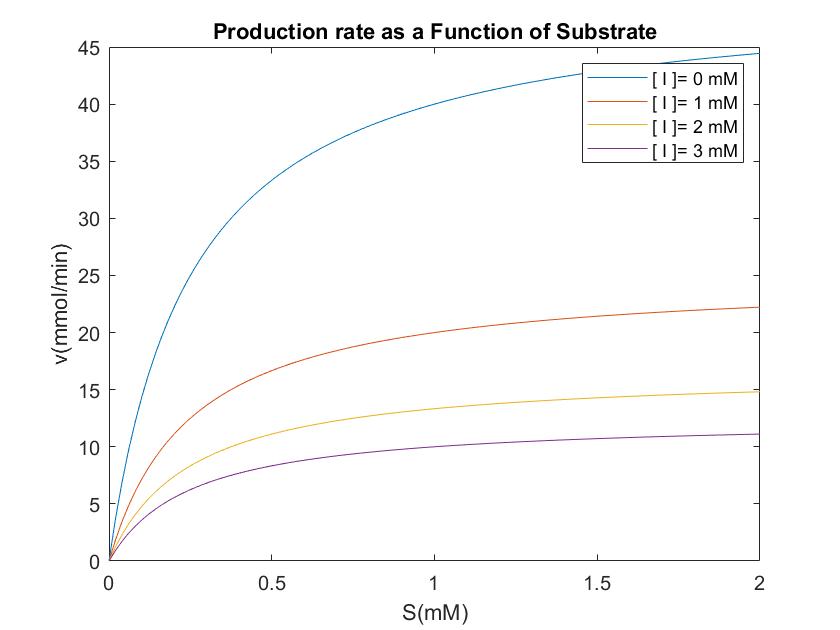 Production rate as a Function of Substrate
45
40
35
30
25
20
15
10
5
0
v(mmol/min)
[ I ]= 0 mM
[ I ]= 1 mM
[ I ]= 2 mM
[ I ]= 3 mM
0 0.5 1 1.5 2
S(mM)